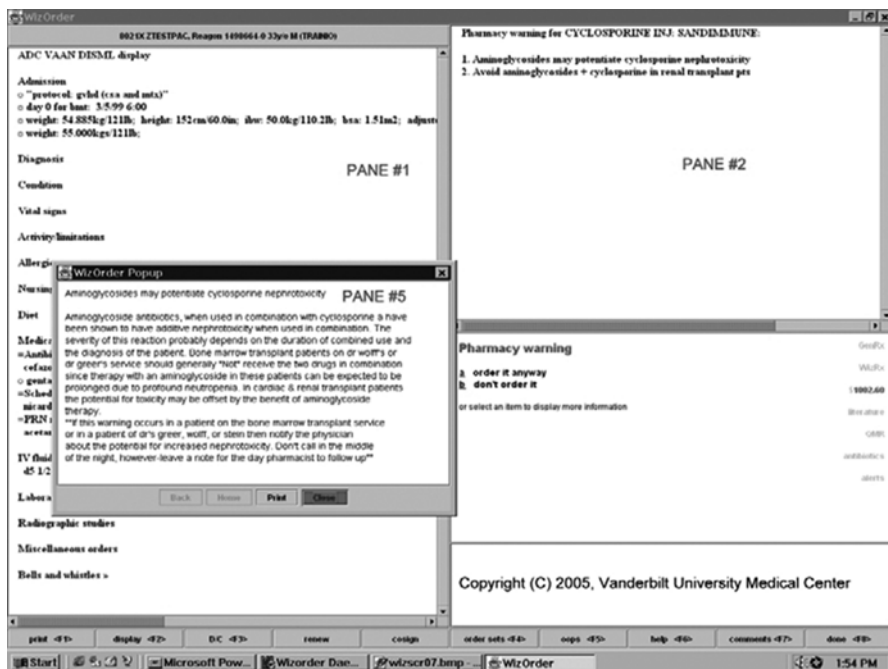 WizOrder
0021X ZTESTPAC, Reagon 1490664-0 33y/o M (TRAINIO)
ADC VAAN DISML display
Admission
"protocol: gvhd (csa and mtx)"
day 0 for bmt: 3/5/99 6:00
weight: 54.885kg/121lb; height: 152cm/60.0in; ibw: 50.0kg/110.2lb; bsa: 1.51m2; adjuste
weight: 55.000kgs/121lb;
Diagnosis
PANE #1
Condition
Vital signs
Activity/limitations
Allergie
Nursing
Diet
Medica
=Antibi
cefaz
genta
=Sched
nicard
=PRN
acetar
IV fluid
d5 1/2
Labora
Radiographic studies
Miscellaneous orders
Bells and whistles »
WizOrder Popup
Aminoglycosides may potentiate cyclosporine nephrotoxicity
PANE #5
Aminoglycoside antibiotics, when used in combination with cyclosporine a have
been shown to have additive nephrotoxicity when used in combination. The
severity of this reaction probably depends on the duration of combined use and
the diagnosis of the patient. Bone marrow transplant patients on dr wolff's or
dr greer's service should generally *Not* receive the two drugs in combination
since therapy with an aminoglycoside in these patients can be expected to be
prolonged due to profound neutropenia. In cardiac & renal transplant patients
the potential for toxicity may be offset by the benefit of aminoglycoside
therapy.
**If this warning occurs in a patient on the bone marrow transplant service
or in a patient of dr's greer, wolff, or stein then notify the physician
about the potential for increased nephrotoxicity. Don't call in the middle
of the night, however-leave a note for the day pharmacist to follow up**
Back Home Print Close
Pharmacy warning for CYCLOSPORINE INJ: SANDIMMUNE:
1. Aminoglycosides may potentiate cyclosporine nephrotoxicity
2. Avoid aminoglycosides + cyclosporine in renal transplant pts
PANE #2
Pharmacy warning
a. order it anyway
b. don't order it
or select an item to display more information
GenRx
WizRx
$1002.60
literature
OMIM
antibiotics
alerts
Copyright (C) 2005, Vanderbilt University Medical Center
print <F1> display <F2> D/C <F3> renew cosign order sets <F4> oops <F5> help <F6> comments <F7> done <F8>
Start Microsoft Pow... Wizorder Dae... wizscr07.bmp - ... WizOrder 1:54 PM